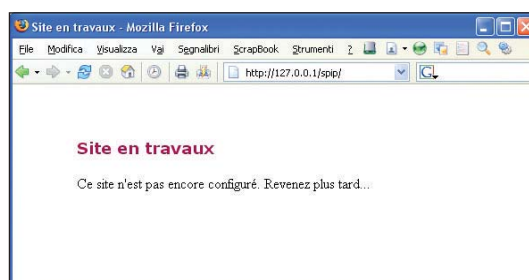 Site en travaux - Mozilla Firefox
File Modifica Visualizza Vai Segnalibri ScrapBook Strumenti ?
http://127.0.0.1/spip/ G
Site en travaux
Ce site n'est pas encore configuré. Revenez plus tard...